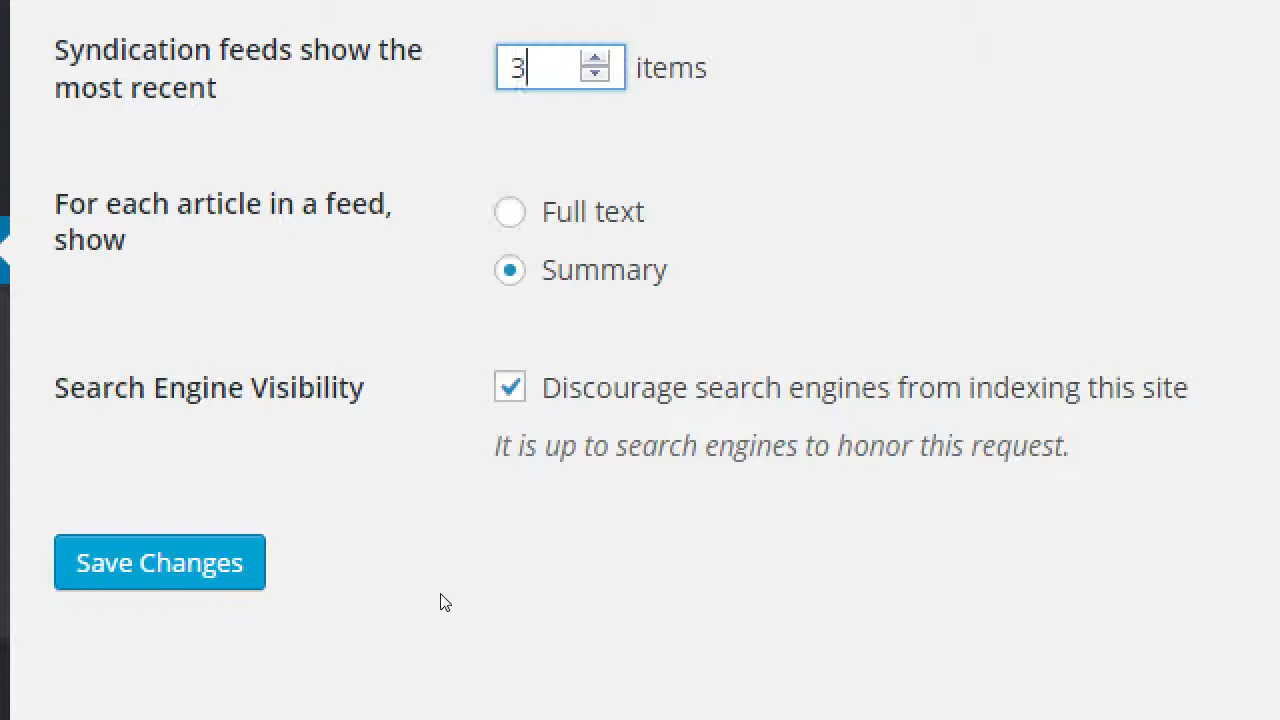 Syndication feeds show the
most recent
3 items
For each article in a feed,
show
Full text
Summary
Search Engine Visibility
Discourage search engines from indexing this site
It is up to search engines to honor this request.
Save Changes